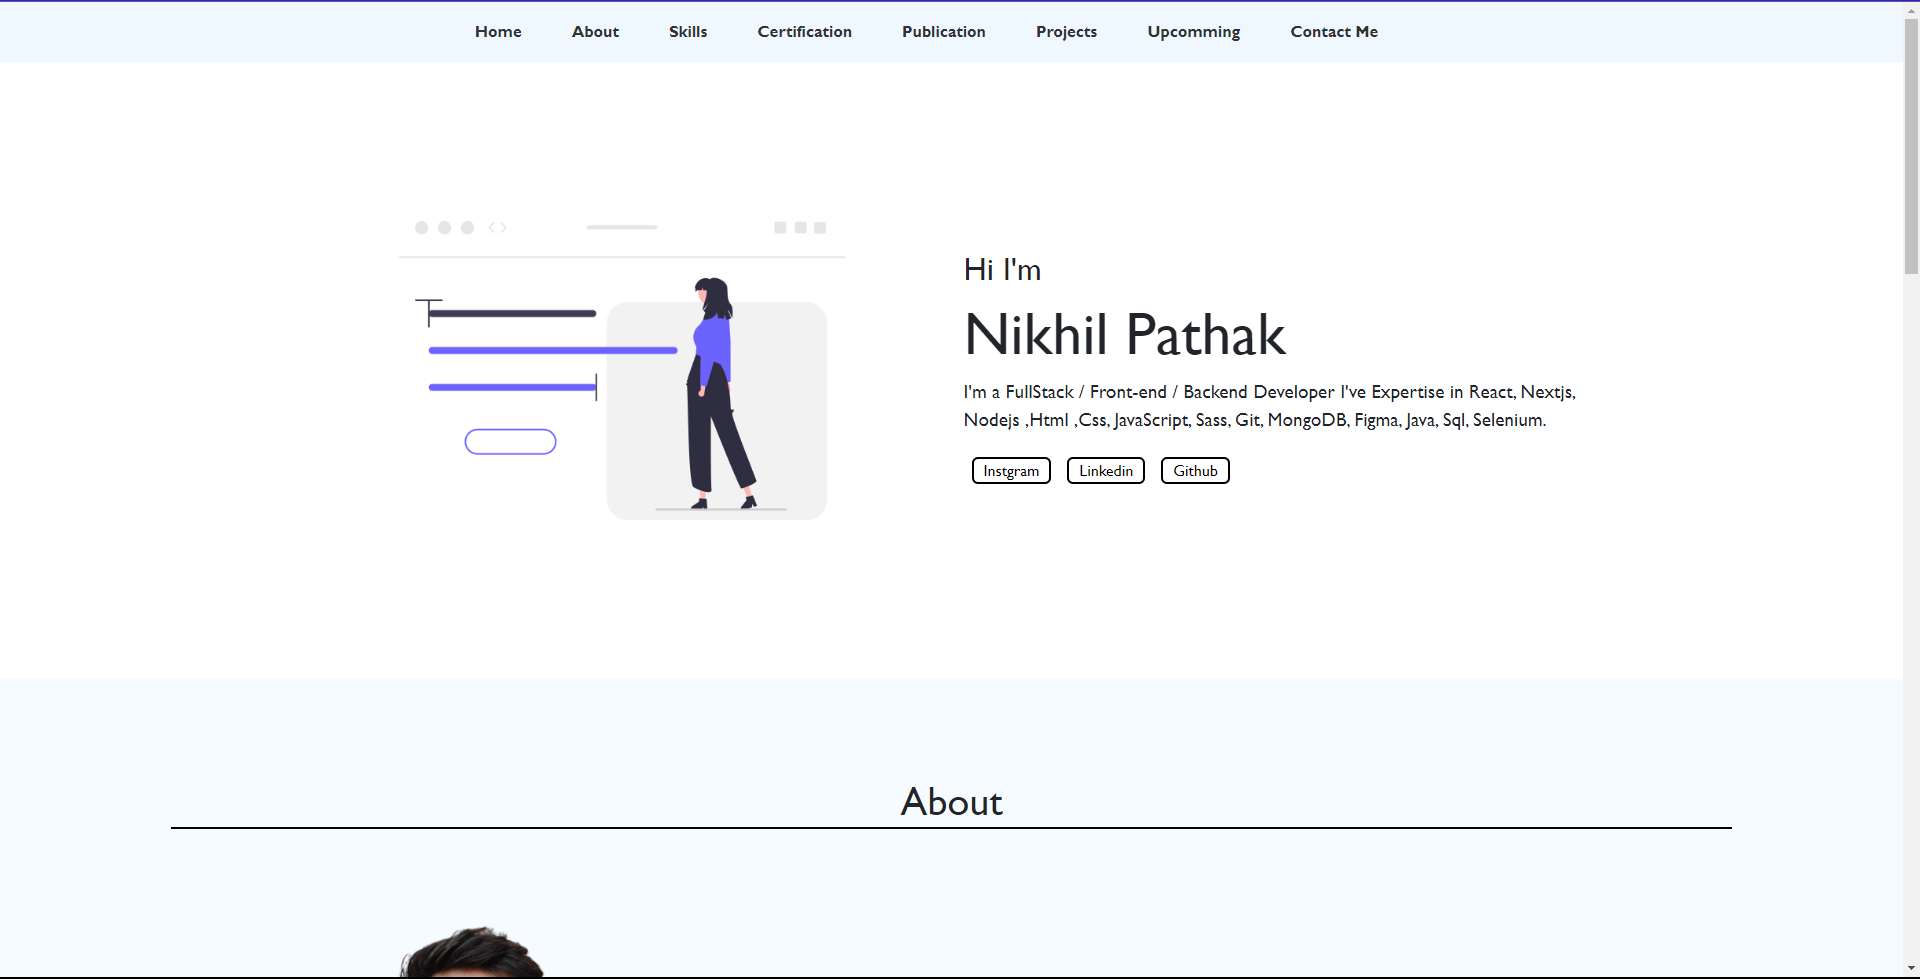 Home About Skills Certification Publication Projects Upcomming Contact Me
Hi I'm
Nikhil Pathak
I'm a FullStack / Front-end / Backend Developer I've Expertise in React, Nextjs,
Nodejs ,Html ,Css, JavaScript, Sass, Git, MongoDB, Figma, Java, Sql, Selenium.
Instgram Linkedin Github
About